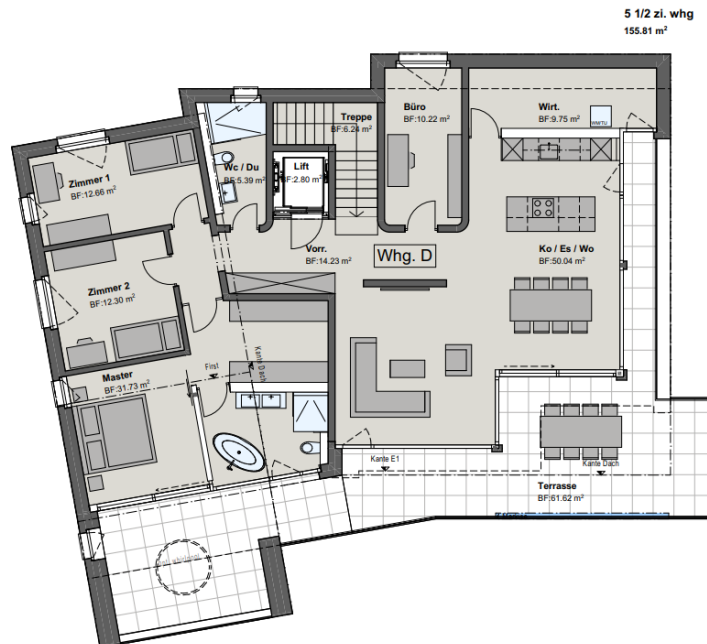 5 1/2 zi. whg
155.81 m²
Treppe
BF:6.24 m²
Büro
BF:10.22 m²
Wirt.
BF:9.75 m²
WM/TU
Zimmer 1
BF:12.66 m²
Wc / Du
BF:5.39 m²
Lift
BF:2.80 m²
Vorr.
BF:14.23 m²
Whg. D
Ko / Es / Wo
BF:50.04 m²
Zimmer 2
BF:12.30 m²
Master
BF:31.73 m²
First
Kante Dach
Kante E1
Kante Dach
Terrasse
BF:61.62 m²